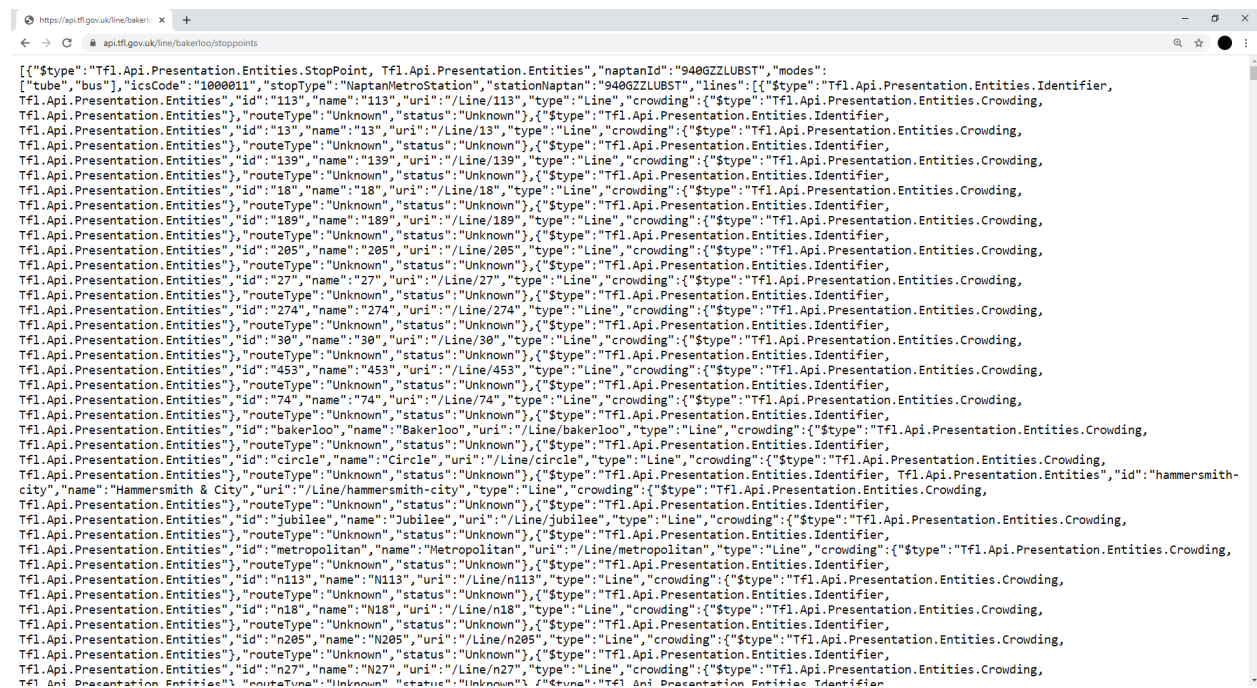 https://api.tfl.gov.uk/line/bakerlo
api.tfl.gov.uk/line/bakerloo/stoppoints
[{"$type":"Tfl.Api.Presentation.Entities.StopPoint, Tfl.Api.Presentation.Entities","naptanId":"940GZZLUBST","modes":
["tube","bus"],"icsCode":"1000011","stopType":"NaptanMetroStation","stationNaptan":"940GZZLUBST","lines":[{"$type":"Tfl.Api.Presentation.Entities.Identifier,
Tfl.Api.Presentation.Entities","id":"113","name":"113","uri":"/Line/113","type":"Line","crowding":{"$type":"Tfl.Api.Presentation.Entities.Crowding,
Tfl.Api.Presentation.Entities"},"routeType":"Unknown","status":"Unknown"},{"$type":"Tfl.Api.Presentation.Entities.Identifier,
Tfl.Api.Presentation.Entities","id":"13","name":"13","uri":"/Line/13","type":"Line","crowding":{"$type":"Tfl.Api.Presentation.Entities.Crowding,
Tfl.Api.Presentation.Entities"},"routeType":"Unknown","status":"Unknown"},{"$type":"Tfl.Api.Presentation.Entities.Identifier,
Tfl.Api.Presentation.Entities","id":"139","name":"139","uri":"/Line/139","type":"Line","crowding":{"$type":"Tfl.Api.Presentation.Entities.Crowding,
Tfl.Api.Presentation.Entities"},"routeType":"Unknown","status":"Unknown"},{"$type":"Tfl.Api.Presentation.Entities.Identifier,
Tfl.Api.Presentation.Entities","id":"18","name":"18","uri":"/Line/18","type":"Line","crowding":{"$type":"Tfl.Api.Presentation.Entities.Crowding,
Tfl.Api.Presentation.Entities"},"routeType":"Unknown","status":"Unknown"},{"$type":"Tfl.Api.Presentation.Entities.Identifier,
Tfl.Api.Presentation.Entities","id":"189","name":"189","uri":"/Line/189","type":"Line","crowding":{"$type":"Tfl.Api.Presentation.Entities.Crowding,
Tfl.Api.Presentation.Entities"},"routeType":"Unknown","status":"Unknown"},{"$type":"Tfl.Api.Presentation.Entities.Identifier,
Tfl.Api.Presentation.Entities","id":"205","name":"205","uri":"/Line/205","type":"Line","crowding":{"$type":"Tfl.Api.Presentation.Entities.Crowding,
Tfl.Api.Presentation.Entities"},"routeType":"Unknown","status":"Unknown"},{"$type":"Tfl.Api.Presentation.Entities.Identifier,
Tfl.Api.Presentation.Entities","id":"27","name":"27","uri":"/Line/27","type":"Line","crowding":{"$type":"Tfl.Api.Presentation.Entities.Crowding,
Tfl.Api.Presentation.Entities"},"routeType":"Unknown","status":"Unknown"},{"$type":"Tfl.Api.Presentation.Entities.Identifier,
Tfl.Api.Presentation.Entities","id":"274","name":"274","uri":"/Line/274","type":"Line","crowding":{"$type":"Tfl.Api.Presentation.Entities.Crowding,
Tfl.Api.Presentation.Entities"},"routeType":"Unknown","status":"Unknown"},{"$type":"Tfl.Api.Presentation.Entities.Identifier,
Tfl.Api.Presentation.Entities","id":"30","name":"30","uri":"/Line/30","type":"Line","crowding":{"$type":"Tfl.Api.Presentation.Entities.Crowding,
Tfl.Api.Presentation.Entities"},"routeType":"Unknown","status":"Unknown"},{"$type":"Tfl.Api.Presentation.Entities.Identifier,
Tfl.Api.Presentation.Entities","id":"453","name":"453","uri":"/Line/453","type":"Line","crowding":{"$type":"Tfl.Api.Presentation.Entities.Crowding,
Tfl.Api.Presentation.Entities"},"routeType":"Unknown","status":"Unknown"},{"$type":"Tfl.Api.Presentation.Entities.Identifier,
Tfl.Api.Presentation.Entities","id":"74","name":"74","uri":"/Line/74","type":"Line","crowding":{"$type":"Tfl.Api.Presentation.Entities.Crowding,
Tfl.Api.Presentation.Entities"},"routeType":"Unknown","status":"Unknown"},{"$type":"Tfl.Api.Presentation.Entities.Identifier,
Tfl.Api.Presentation.Entities","id":"bakerloo","name":"Bakerloo","uri":"/Line/bakerloo","type":"Line","crowding":{"$type":"Tfl.Api.Presentation.Entities.Crowding,
Tfl.Api.Presentation.Entities"},"routeType":"Unknown","status":"Unknown"},{"$type":"Tfl.Api.Presentation.Entities.Identifier,
Tfl.Api.Presentation.Entities","id":"circle","name":"Circle","uri":"/Line/circle","type":"Line","crowding":{"$type":"Tfl.Api.Presentation.Entities.Crowding,
Tfl.Api.Presentation.Entities"},"routeType":"Unknown","status":"Unknown"},{"$type":"Tfl.Api.Presentation.Entities.Identifier, Tfl.Api.Presentation.Entities","id":"hammersmith-
city","name":"Hammersmith & City","uri":"/Line/hammersmith-city","type":"Line","crowding":{"$type":"Tfl.Api.Presentation.Entities.Crowding,
Tfl.Api.Presentation.Entities"},"routeType":"Unknown","status":"Unknown"},{"$type":"Tfl.Api.Presentation.Entities.Identifier,
Tfl.Api.Presentation.Entities","id":"jubilee","name":"Jubilee","uri":"/Line/jubilee","type":"Line","crowding":{"$type":"Tfl.Api.Presentation.Entities.Crowding,
Tfl.Api.Presentation.Entities"},"routeType":"Unknown","status":"Unknown"},{"$type":"Tfl.Api.Presentation.Entities.Identifier,
Tfl.Api.Presentation.Entities","id":"metropolitan","name":"Metropolitan","uri":"/Line/metropolitan","type":"Line","crowding":{"$type":"Tfl.Api.Presentation.Entities.Crowding,
Tfl.Api.Presentation.Entities"},"routeType":"Unknown","status":"Unknown"},{"$type":"Tfl.Api.Presentation.Entities.Identifier,
Tfl.Api.Presentation.Entities","id":"n113","name":"N113","uri":"/Line/n113","type":"Line","crowding":{"$type":"Tfl.Api.Presentation.Entities.Crowding,
Tfl.Api.Presentation.Entities"},"routeType":"Unknown","status":"Unknown"},{"$type":"Tfl.Api.Presentation.Entities.Identifier,
Tfl.Api.Presentation.Entities","id":"n18","name":"N18","uri":"/Line/n18","type":"Line","crowding":{"$type":"Tfl.Api.Presentation.Entities.Crowding,
Tfl.Api.Presentation.Entities"},"routeType":"Unknown","status":"Unknown"},{"$type":"Tfl.Api.Presentation.Entities.Identifier,
Tfl.Api.Presentation.Entities","id":"n205","name":"N205","uri":"/Line/n205","type":"Line","crowding":{"$type":"Tfl.Api.Presentation.Entities.Crowding,
Tfl.Api.Presentation.Entities"},"routeType":"Unknown","status":"Unknown"},{"$type":"Tfl.Api.Presentation.Entities.Identifier,
Tfl.Api.Presentation.Entities","id":"n27","name":"N27","uri":"/Line/n27","type":"Line","crowding":{"$type":"Tfl.Api.Presentation.Entities.Crowding,
Tfl.Api.Presentation.Entities"},"routeType":"Unknown","status":"Unknown"},{"$type":"Tfl.Api.Presentation.Entities.Identifier,